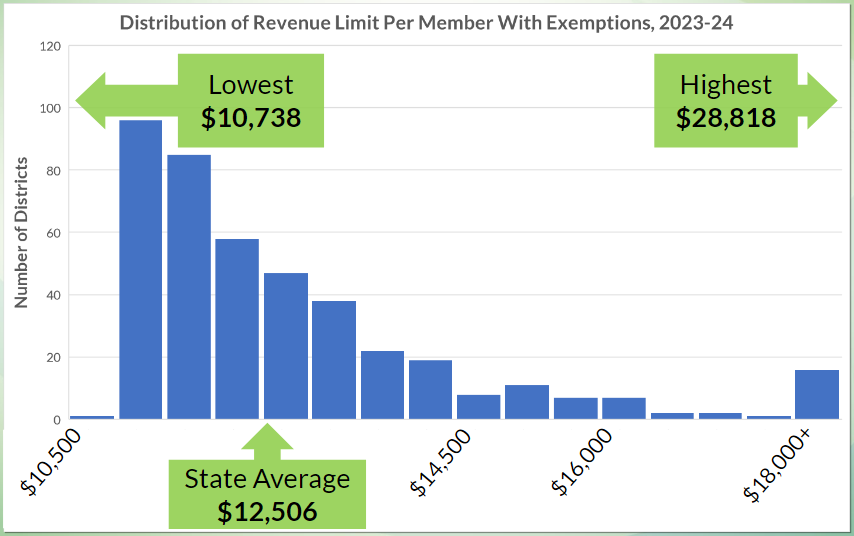 Distribution of Revenue Limit Per Member With Exemptions, 2023-24
120
100
80
60
40
20
0
Number of Districts
Lowest
$10,738
Highest
$28,818
$10,500
$14,500
$16,000
$18,000+
State Average
$12,506